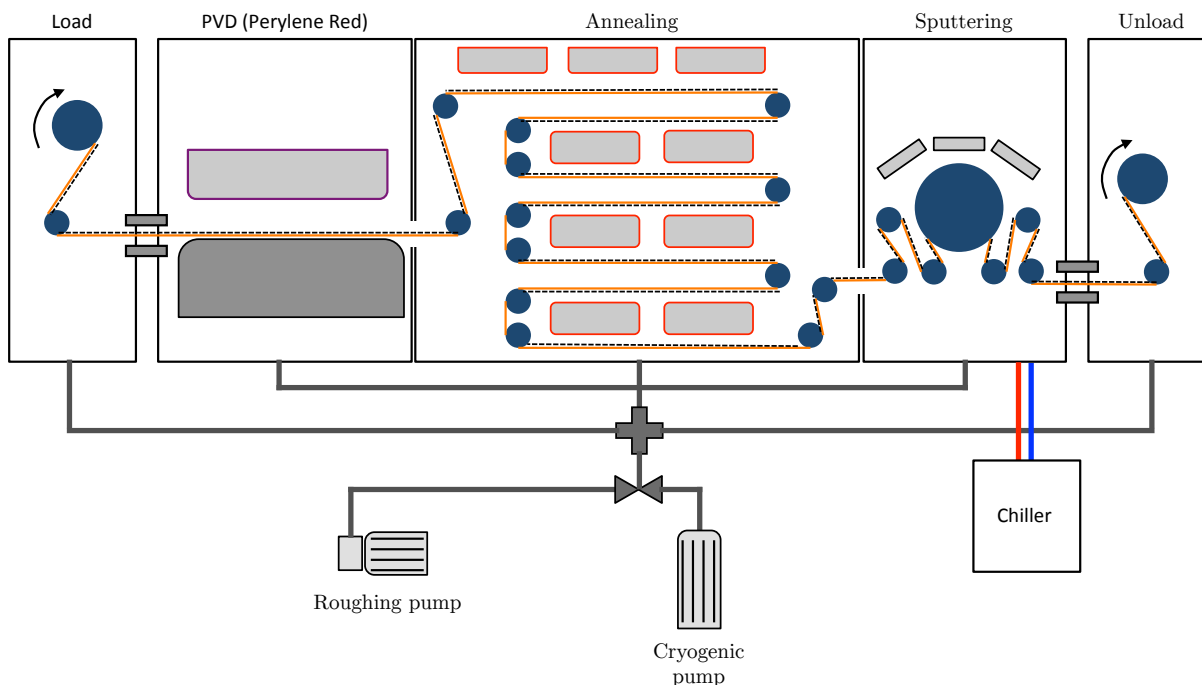 Load
PVD (Perylene Red)
Annealing
Sputtering
Unload
Chiller
Roughing pump
Cryogenic
pump